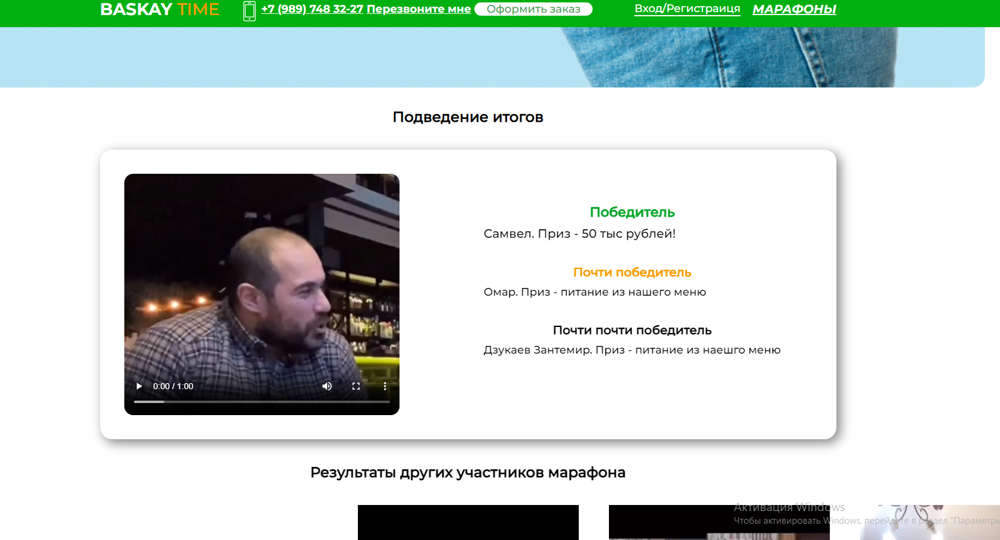 BASKAY TIME +7 (989) 748 32-27 Перезвоните мне Оформить заказ Вход/Регистраиця МАРАФОНЫ
Подведение итогов
Победитель
Самвел. Приз - 50 тыс рублей!
Почти победитель
Омар. Приз - питание из нашего меню
Почти почти победитель
Дзукаев Зантемир. Приз - питание из наешго меню
0:00 / 1:00
Результаты других участников марафона
Активация Windows
Чтобы активировать Windows, перейдите в раздел "Параметры